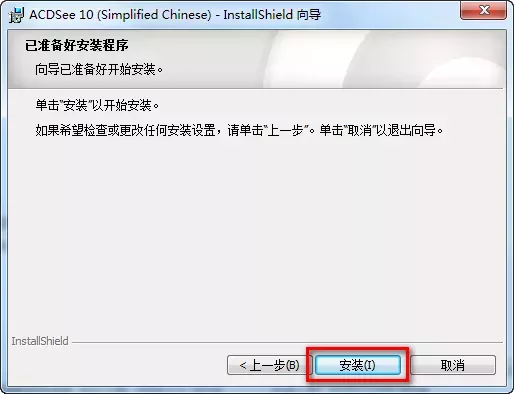 ACDSee 10 (Simplified Chinese) - InstallShield 向导
已准备好安装程序
向导已准备好开始安装。
单击"安装"以开始安装。
如果希望检查或更改任何安装设置，请单击"上一步"。单击"取消"以退出向导。
InstallShield
< 上一步(B)
安装(I)
取消